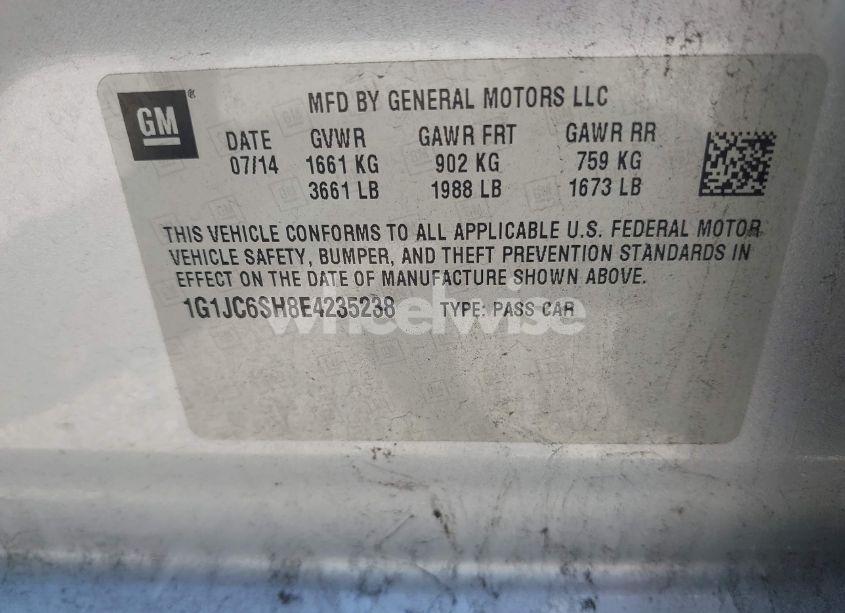 GM
MFD BY GENERAL MOTORS LLC
DATE GVWR GAWR FRT GAWR RR
07/14 1661 KG 902 KG 759 KG
3661 LB 1988 LB 1673 LB
THIS VEHICLE CONFORMS TO ALL APPLICABLE U.S. FEDERAL MOTOR
VEHICLE SAFETY, BUMPER, AND THEFT PREVENTION STANDARDS IN
EFFECT ON THE DATE OF MANUFACTURE SHOWN ABOVE.
1G1JC6SH8E4235238 TYPE: PASS CAR
wheelwise